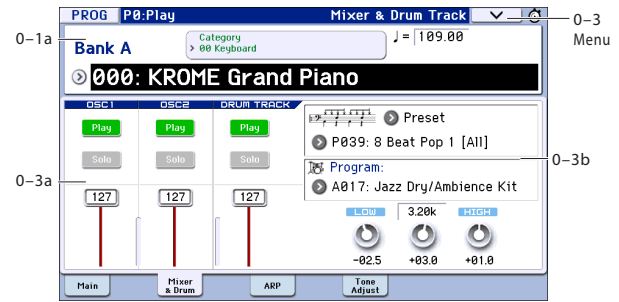 PROG P0:Play Mixer & Drum Track
0–3
Menu
0–1a
Bank A
Category
00 Keyboard
♩= 109.00
000: KROME Grand Piano
OSC1 OSC2 DRUM TRACK
Play Play Play
Solo Solo Solo
Preset
P039: 8 Beat Pop 1 [All]
0–3b
Program:
A017: Jazz Dry/Ambience Kit
0–3a
127 127 127
LOW 3.20k HIGH
-02.5 +03.0 +01.0
Main Mixer & Drum ARP Tone Adjust